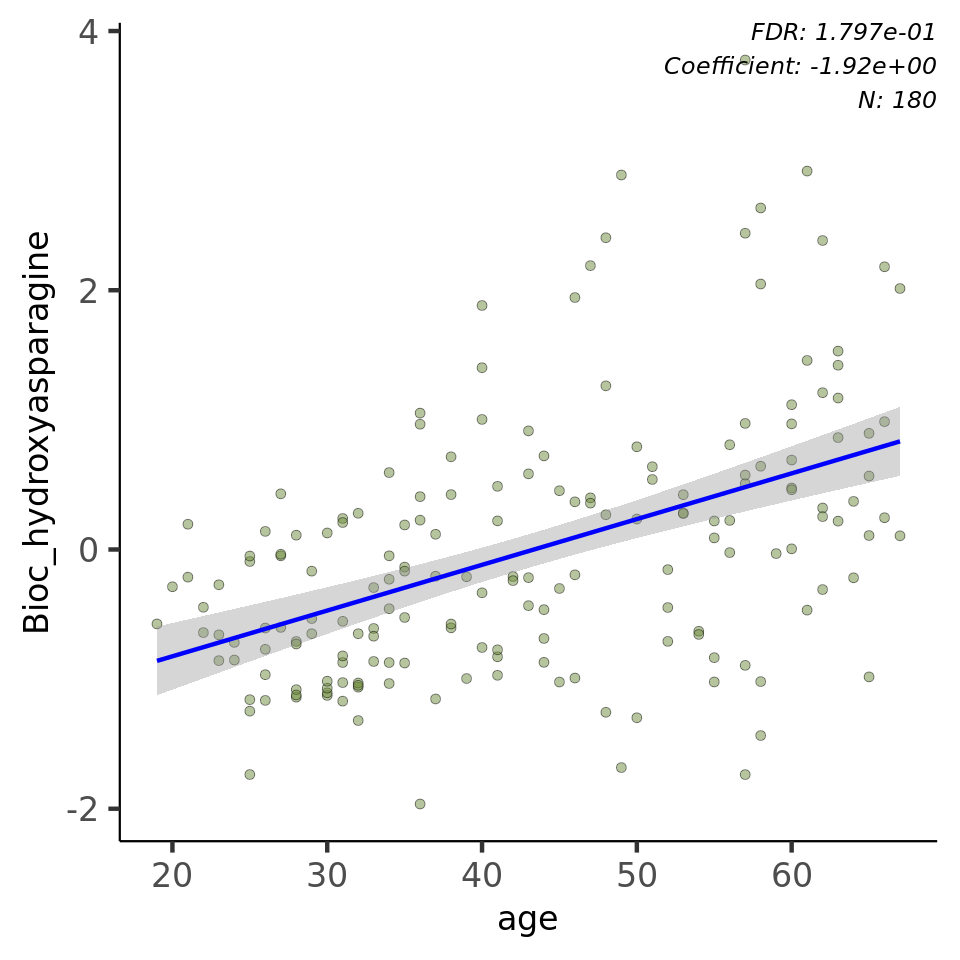 FDR: 1.797e-01
Coefficient: -1.92e+00
N: 180
4
2
0
-2
Bioc_hydroxyasparagine
20 30 40 50 60
age